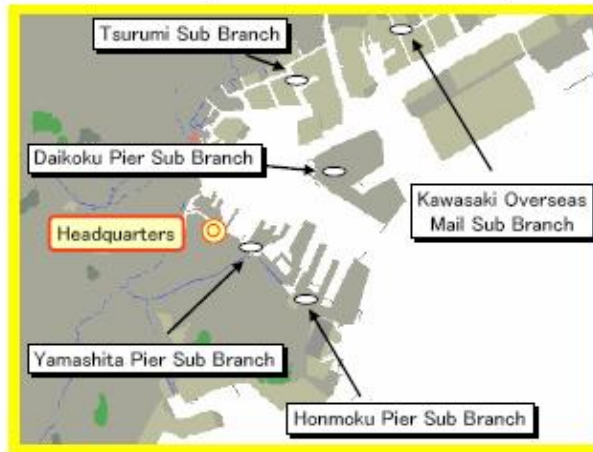 Tsurumi Sub Branch
Daikoku Pier Sub Branch
Kawasaki Overseas
Mail Sub Branch
Headquarters
Yamashita Pier Sub Branch
Honmoku Pier Sub Branch